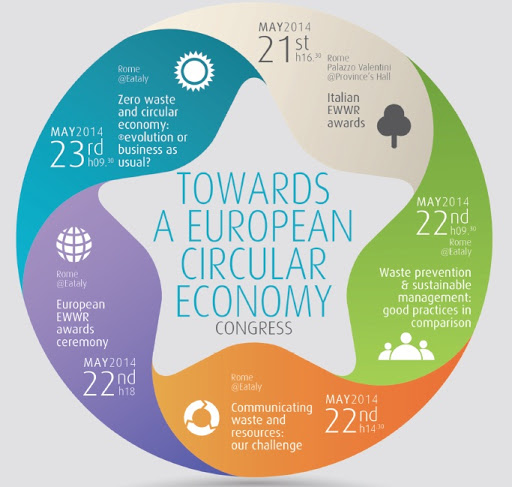 MAY2014
21st
h16.30
Rome
Palazzo Valentini
@Province's Hall
Italian
EWWR
awards
MAY2014
22nd
h09.30
Rome
@Eataly
Waste prevention
& sustainable
management:
good practices in
comparison
MAY2014
22nd
h14.30
Rome
@Eataly
Communicating
waste and
resources:
our challenge
Rome
@Eataly
European
EWWR
awards
ceremony
MAY2014
22nd
h18
Rome
@Eataly
Zero waste
and circular
economy:
®evolution or
business as
usual?
MAY2014
23rd
h09.30
TOWARDS
A EUROPEAN
CIRCULAR
ECONOMY
CONGRESS